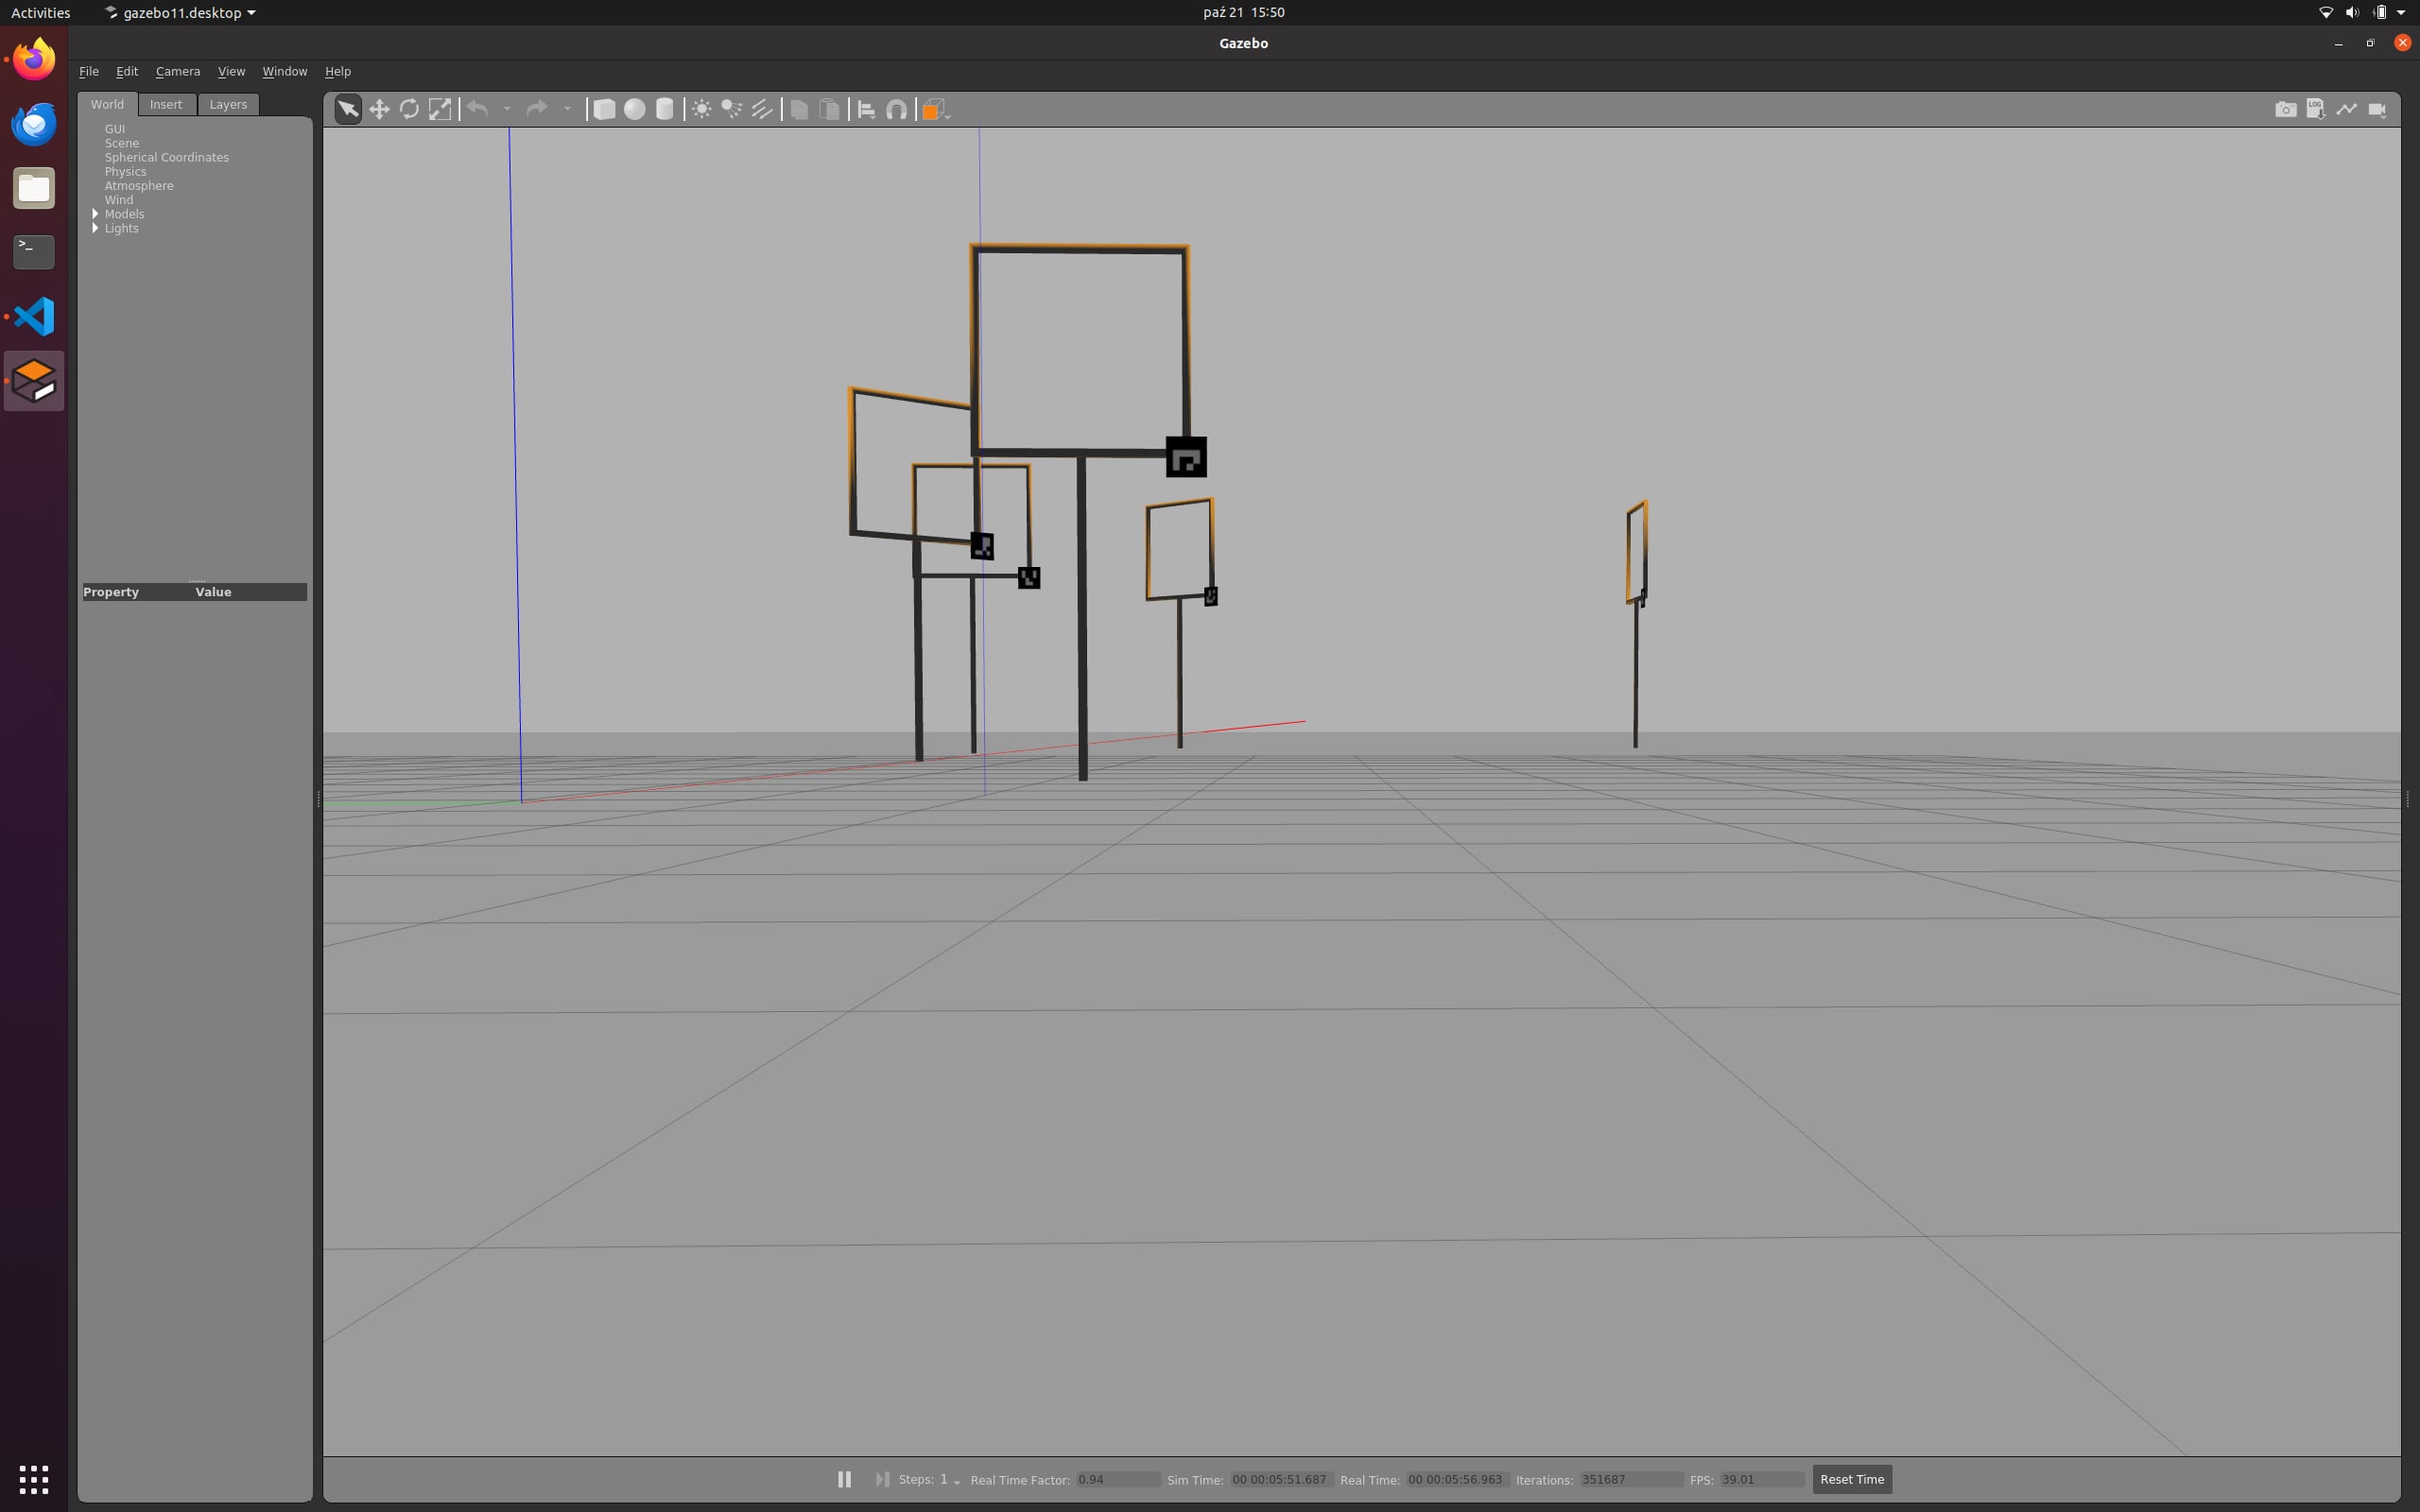 Activities gazebo11.desktop paź 21 15:50
Gazebo
File Edit Camera View Window Help
World Insert Layers
LOG
GUI
Scene
Spherical Coordinates
Physics
Atmosphere
Wind
Models
Lights
>_
Property Value
Steps: 1 Real Time Factor: 0.94 Sim Time: 00 00:05:51.687 Real Time: 00 00:05:56.963 Iterations: 351687 FPS: 39.01 Reset Time